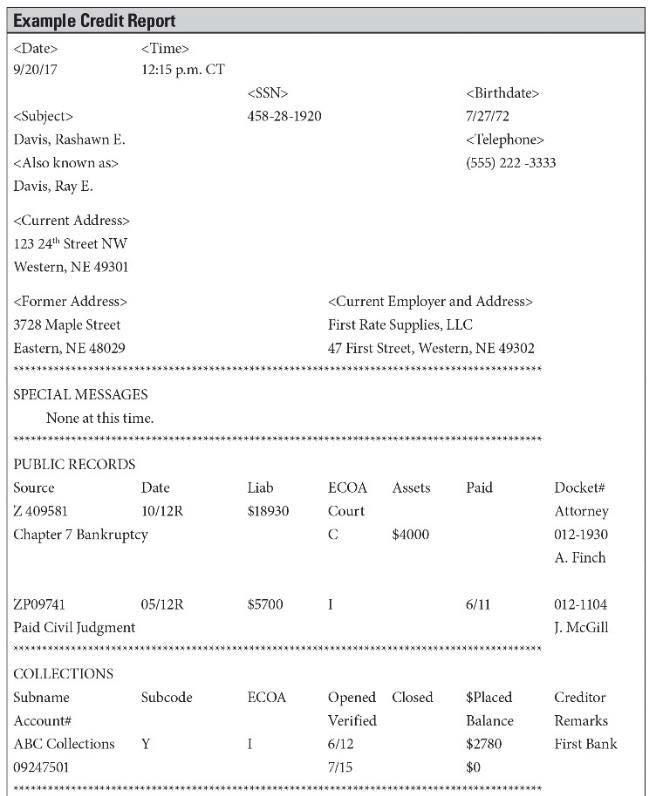 Example Credit Report
<Date> <Time>
9/20/17 12:15 p.m. CT
<SSN> <Birthdate>
<Subject> 458-28-1920 7/27/72
Davis, Rashawn E. <Telephone>
<Also known as> (555) 222 -3333
Davis, Ray E.
<Current Address>
123 24th Street NW
Western, NE 49301
<Former Address> <Current Employer and Address>
3728 Maple Street First Rate Supplies, LLC
Eastern, NE 48029 47 First Street, Western, NE 49302
SPECIAL MESSAGES
None at this time.
PUBLIC RECORDS
Source Date Liab ECOA Assets Paid Docket#
Z 409581 10/12R $18930 Court Attorney
Chapter 7 Bankruptcy C $4000 012-1930
A. Finch
ZP09741 05/12R $5700 I 6/11 012-1104
Paid Civil Judgment J. McGill
COLLECTIONS
Subname Subcode ECOA Opened Closed $Placed Creditor
Account# Verified Balance Remarks
ABC Collections Y I 6/12 $2780 First Bank
09247501 7/15 $0